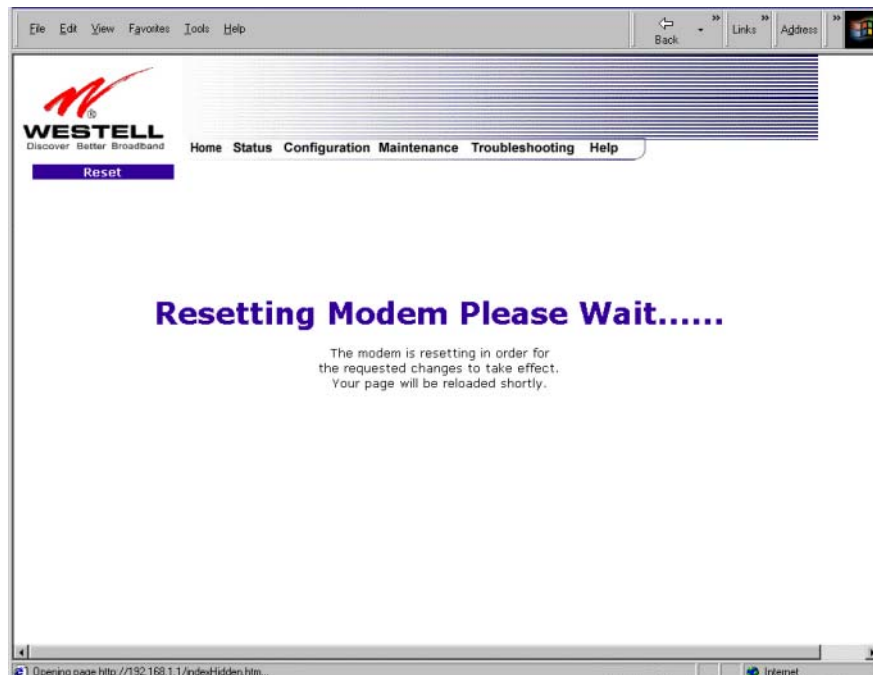 File Edit View Favorites Tools Help
Back
»
Links »
Address »
WESTELL
®
Discover Better Broadband
Home Status Configuration Maintenance Troubleshooting Help
Reset
Resetting Modem Please Wait......
The modem is resetting in order for
the requested changes to take effect.
Your page will be reloaded shortly.
Opening page http://192.168.1.1/indexHidden.htm...
Internet